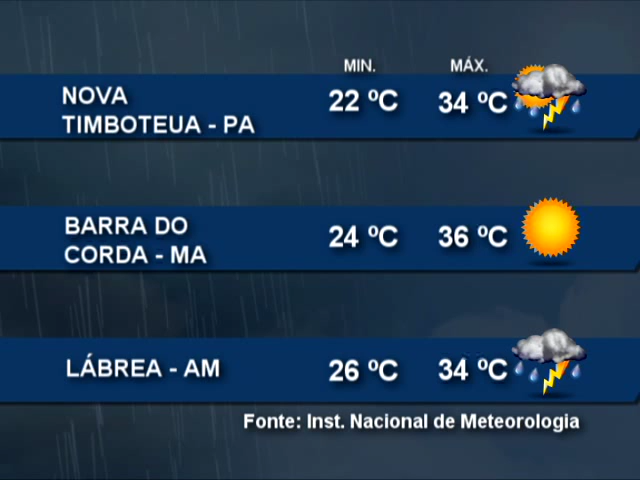 MIN. MÁX.
NOVA
TIMBOTEUA - PA
22 ºC 34 ºC
BARRA DO
CORDA - MA
24 ºC 36 ºC
LÁBREA - AM
26 ºC 34 ºC
Fonte: Inst. Nacional de Meteorologia